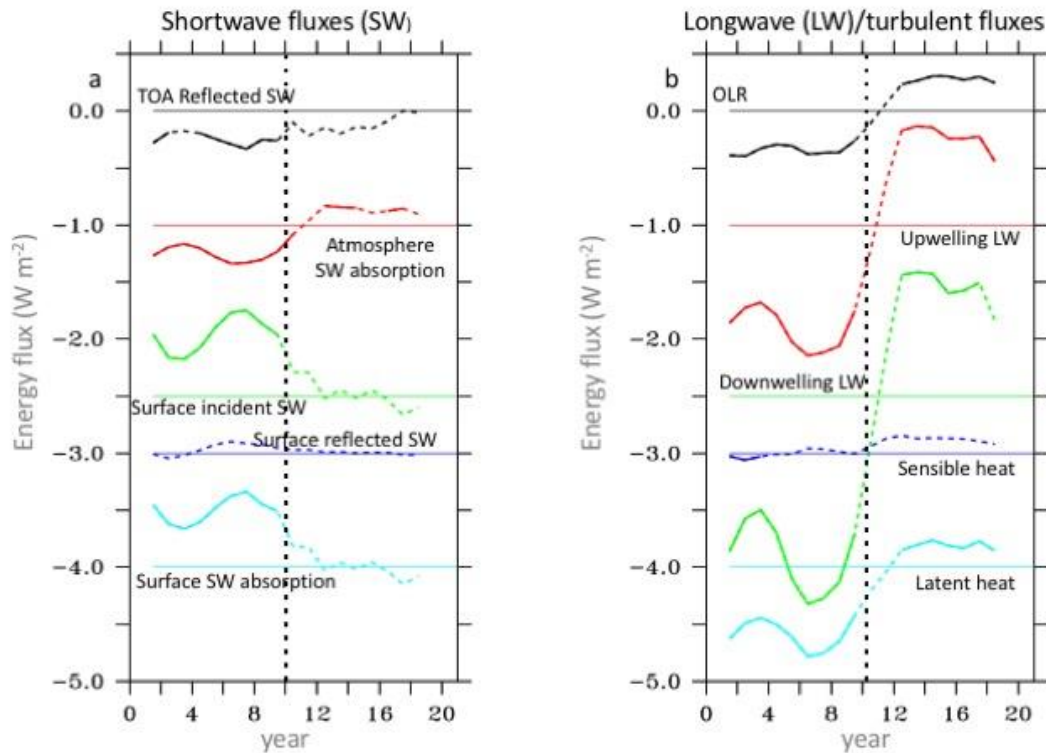 Shortwave fluxes (SW)
a
TOA Reflected SW
0.0
-1.0
Atmosphere
SW absorption
-2.0
Surface incident SW
Surface reflected SW
-3.0
-4.0
Surface SW absorption
-5.0
0 4 8 12 16 20
year
Energy flux (W m-2)
Longwave (LW)/turbulent fluxes
b
OLR
0.0
-1.0
Upwelling LW
-2.0
Downwelling LW
-3.0
Sensible heat
-4.0
Latent heat
-5.0
0 4 8 12 16 20
year
Energy flux (W m-2)